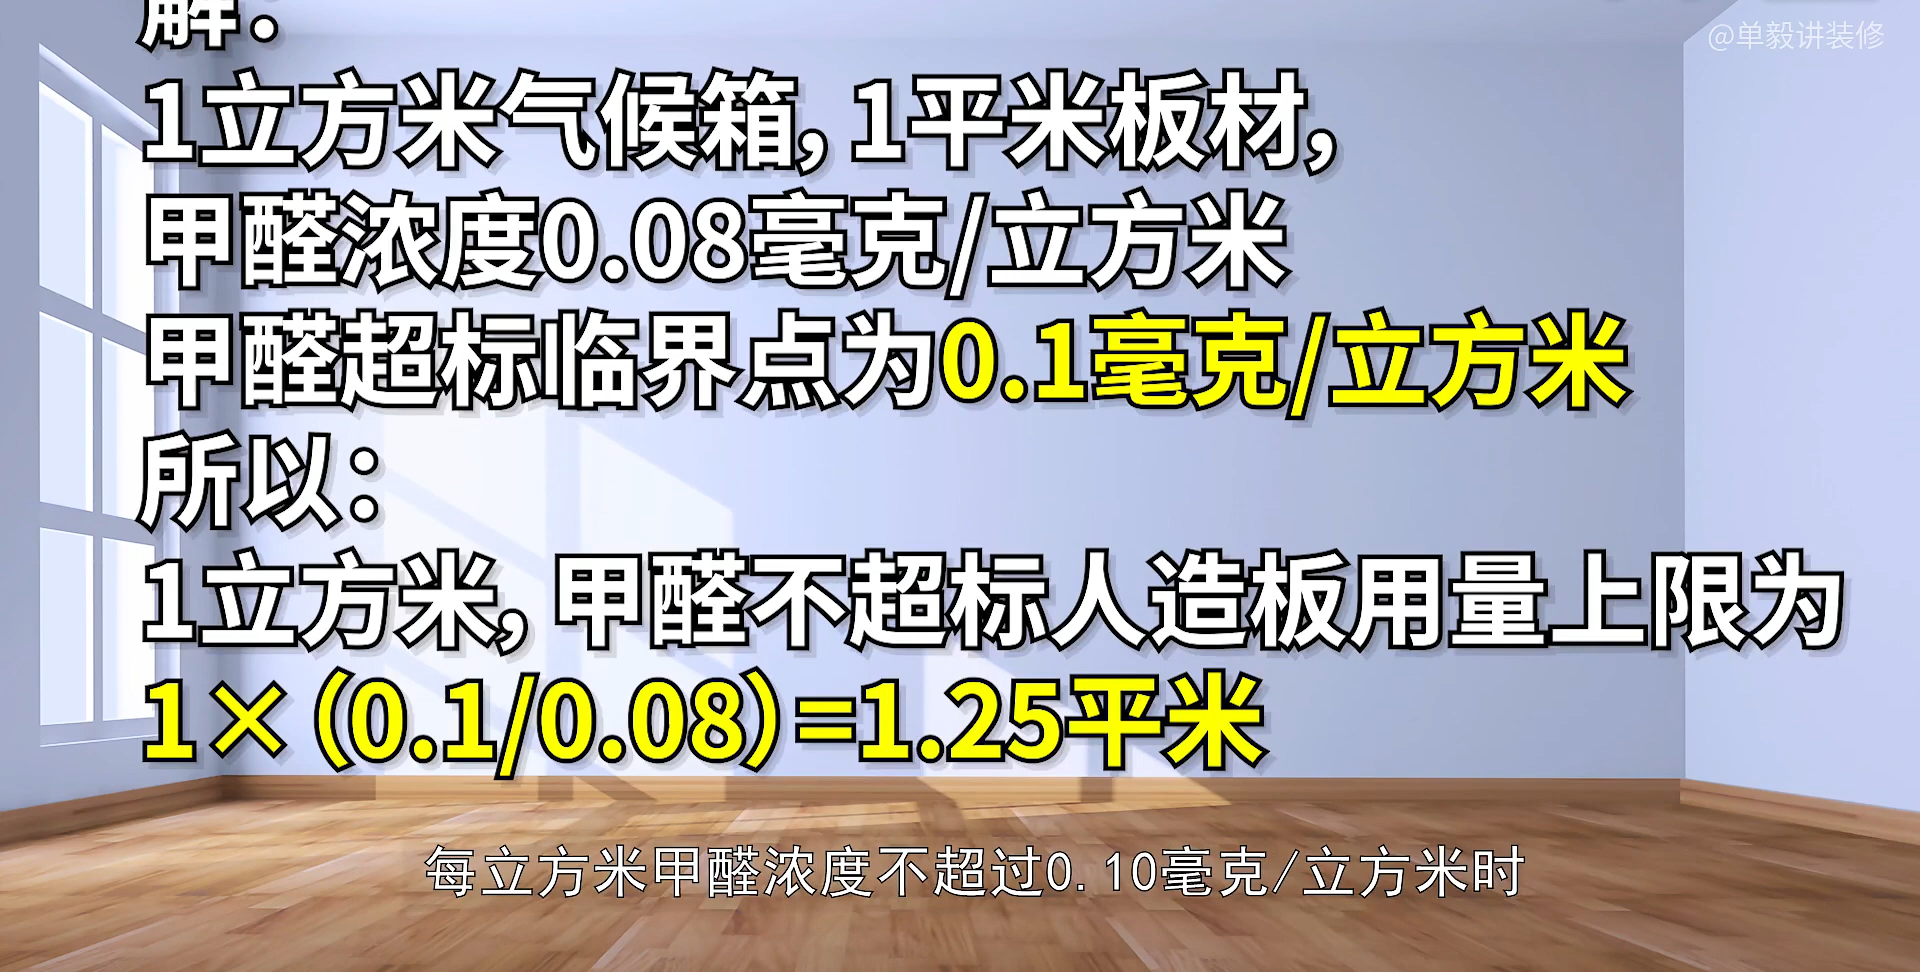 解：
@单毅讲装修
1立方米气候箱，1平米板材，
甲醛浓度0.08毫克/立方米
甲醛超标临界点为0.1毫克/立方米
所以：
1立方米，甲醛不超标人造板用量上限为
1×（0.1/0.08）=1.25平米
每立方米甲醛浓度不超过0.10毫克/立方米时